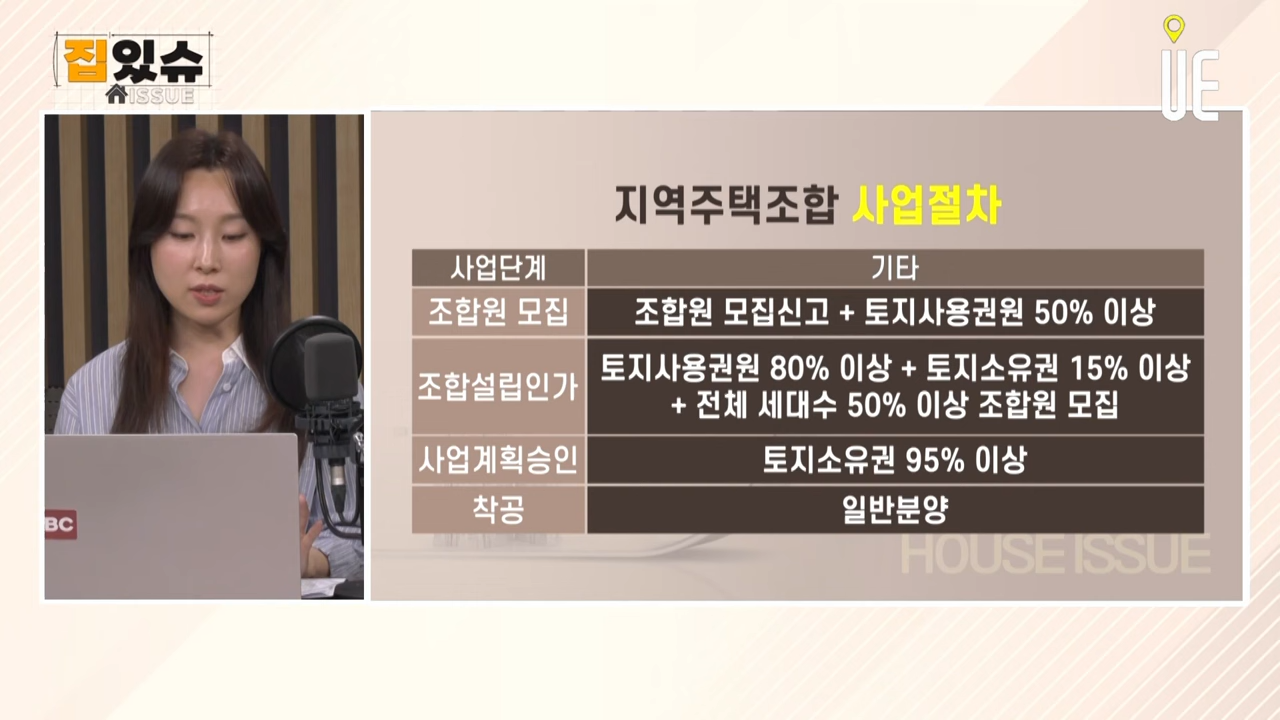 집있슈
ISSUE
UE
지역주택조합 사업절차
사업단계 기타
조합원 모집 조합원 모집신고 + 토지사용권원 50% 이상
조합설립인가 토지사용권원 80% 이상 + 토지소유권 15% 이상
+ 전체 세대수 50% 이상 조합원 모집
사업계획승인 토지소유권 95% 이상
착공 일반분양
HOUSE ISSUE
BC